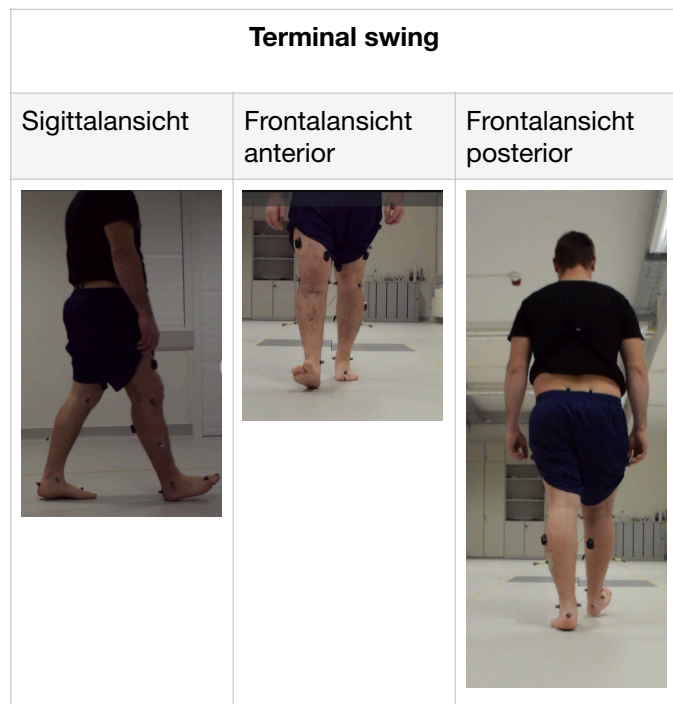 Terminal swing
Sigittalansicht
Frontalansicht
anterior
Frontalansicht
posterior